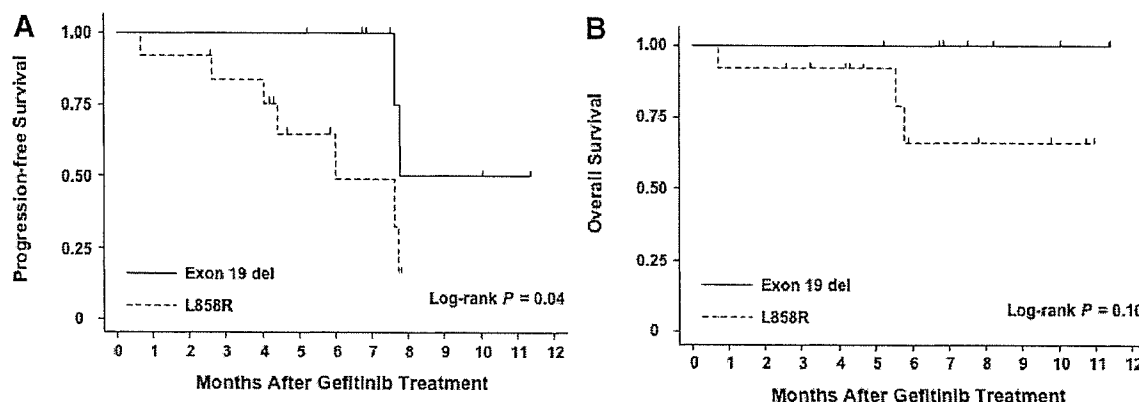 A
Progression-free Survival
1.00
0.75
0.50
0.25
0
Exon 19 del
L858R
Log-rank P = 0.04
0 1 2 3 4 5 6 7 8 9 10 11 12
Months After Gefitinib Treatment
B
Overall Survival
1.00
0.75
0.50
0.25
0
Exon 19 del
L858R
Log-rank P = 0.10
0 1 2 3 4 5 6 7 8 9 10 11 12
Months After Gefitinib Treatment